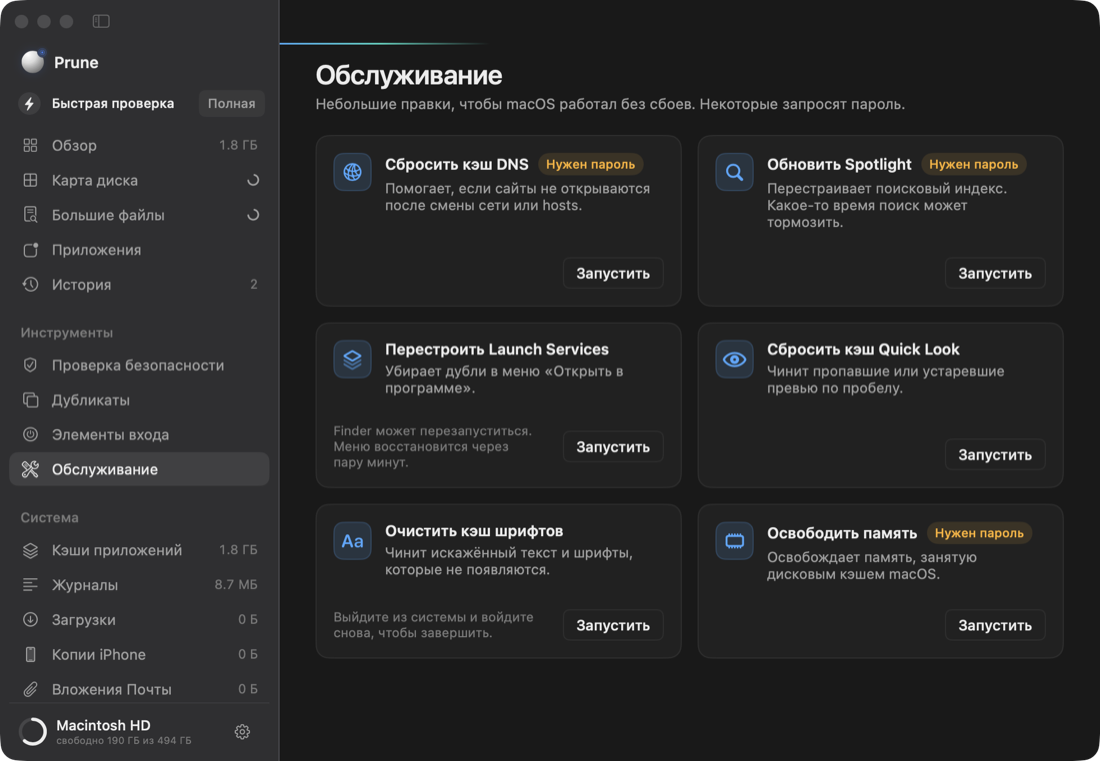 Prune
Быстрая проверка
Полная
Обзор
1.8 ГБ
Карта диска
Большие файлы
Приложения
История
2
Инструменты
Проверка безопасности
Дубликаты
Элементы входа
Обслуживание
Система
Кэши приложений
1.8 ГБ
Журналы
8.7 МБ
Загрузки
0 Б
Копии iPhone
0 Б
Вложения Почты
0 Б
Macintosh HD
свободно 190 ГБ из 494 ГБ
Обслуживание
Небольшие правки, чтобы macOS работал без сбоев. Некоторые запросят пароль.
Сбросить кэш DNS
Нужен пароль
Помогает, если сайты не открываются
после смены сети или hosts.
Запустить
Обновить Spotlight
Нужен пароль
Перестраивает поисковый индекс.
Какое-то время поиск может
тормозить.
Запустить
Перестроить Launch Services
Убирает дубли в меню «Открыть в
программе».
Finder может перезапуститься.
Меню восстановится через
пару минут.
Запустить
Сбросить кэш Quick Look
Чинит пропавшие или устаревшие
превью по пробелу.
Запустить
Aa
Очистить кэш шрифтов
Чинит искажённый текст и шрифты,
которые не появляются.
Выйдите из системы и войдите
снова, чтобы завершить.
Запустить
Освободить память
Нужен пароль
Освобождает память, занятую
дисковым кэшем macOS.
Запустить